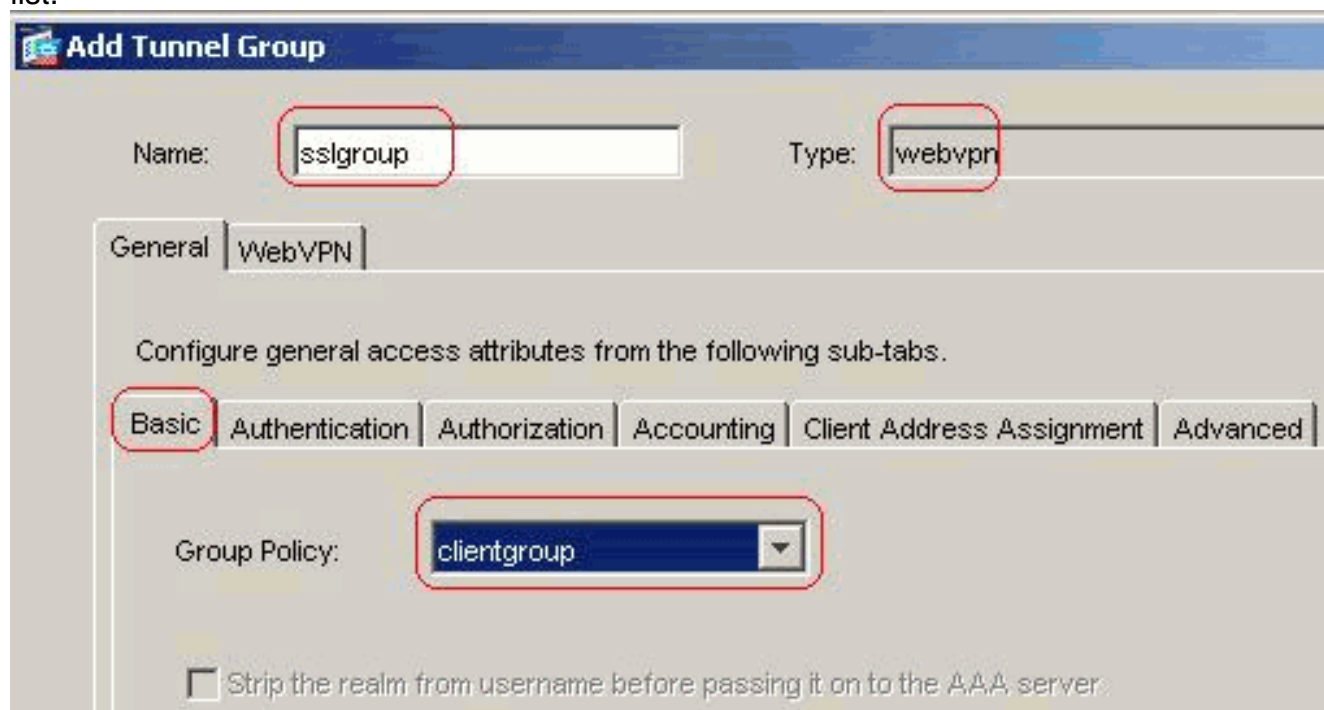 list.
Add Tunnel Group
Name: sslgroup Type: webvpn
General WebVPN
Configure general access attributes from the following sub-tabs.
Basic Authentication Authorization Accounting Client Address Assignment Advanced
Group Policy: clientgroup
Strip the realm from username before passing it on to the AAA server